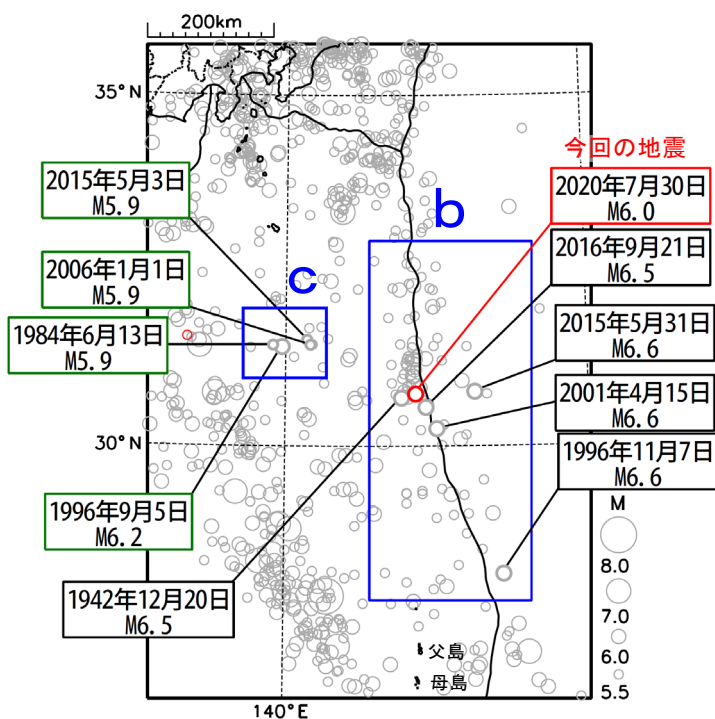 200km
35°N
今回の地震
2015年5月3日
M5.9
2020年7月30日
M6.0
b
2016年9月21日
M6.5
2006年1月1日
M5.9
c
1984年6月13日
M5.9
2015年5月31日
M6.6
2001年4月15日
M6.6
30°N
1996年11月7日
M6.6
1996年9月5日
M6.2
M
8.0
7.0
6.0
5.5
1942年12月20日
M6.5
父島
母島
140°E